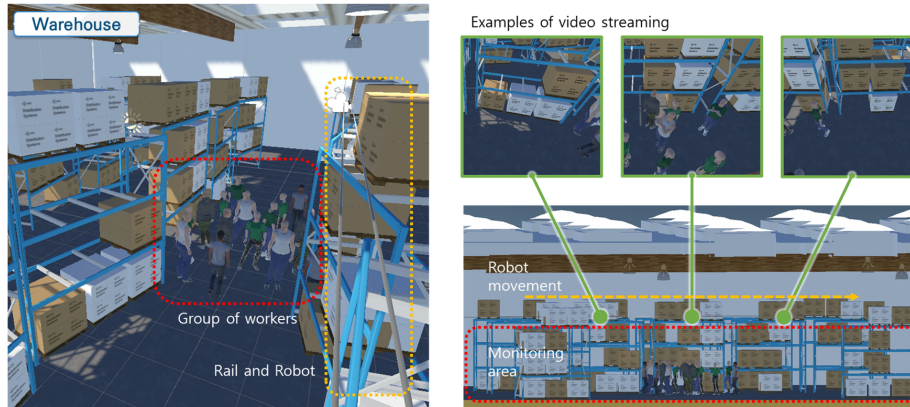 Warehouse
Group of workers
Rail and Robot
Examples of video streaming
Robot
movement
Monitoring
area